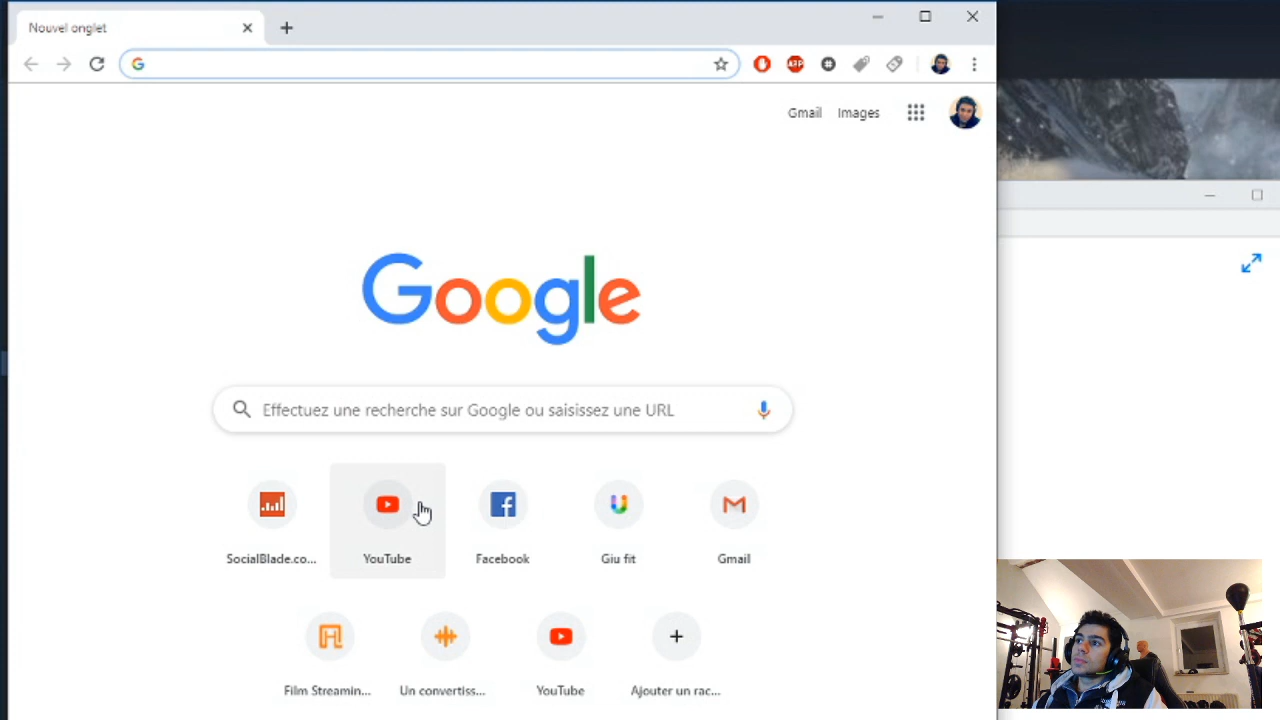 Nouvel onglet
Gmail Images
Google
Effectuez une recherche sur Google ou saisissez une URL
SocialBlade.co... YouTube Facebook Giu fit Gmail
Film Streamin... Un convertiss... YouTube Ajouter un rac...